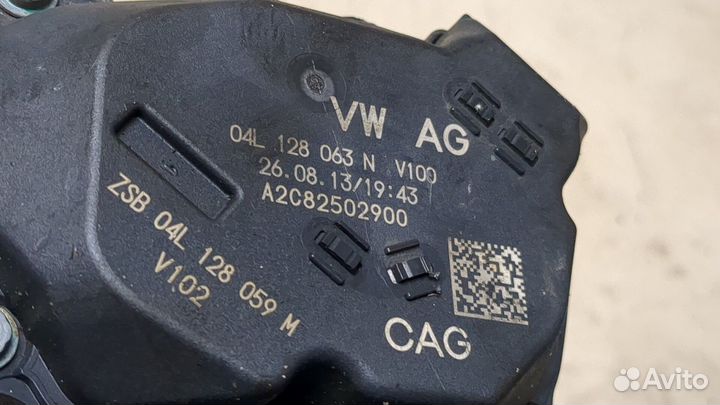 VW AG
04L 128 063 N V100
26.08.13/19:43
A2C82502900
ZSB 04L 128 059 M
V102
CAG
Avito